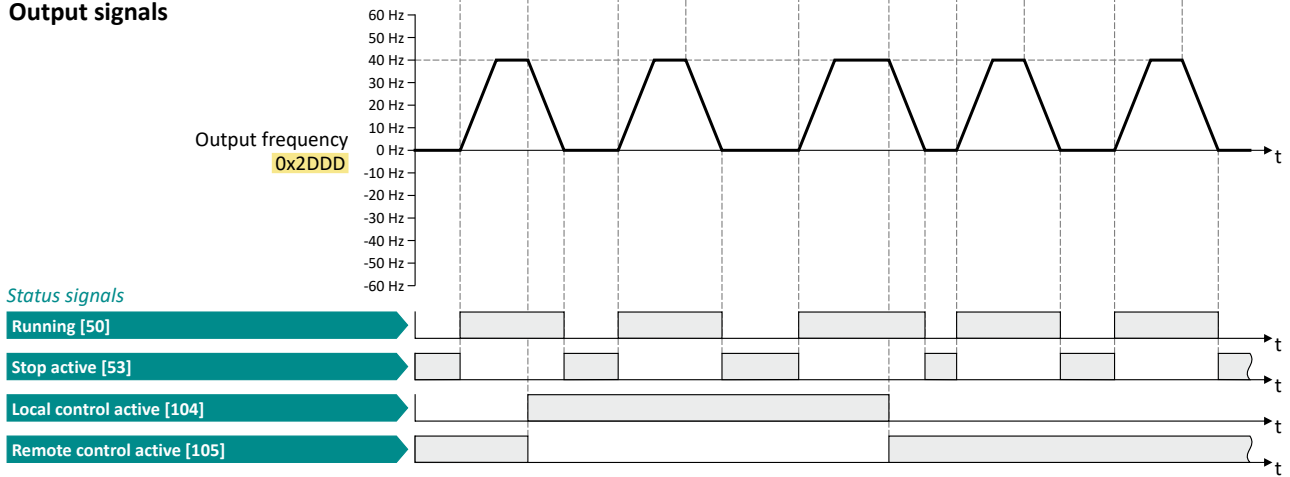 Output signals
60 Hz
50 Hz
40 Hz
30 Hz
20 Hz
10 Hz
0 Hz
-10 Hz
-20 Hz
-30 Hz
-40 Hz
-50 Hz
-60 Hz
Output frequency
0x2DDD
t
Status signals
Running [50]
t
Stop active [53]
t
Local control active [104]
t
Remote control active [105]
t